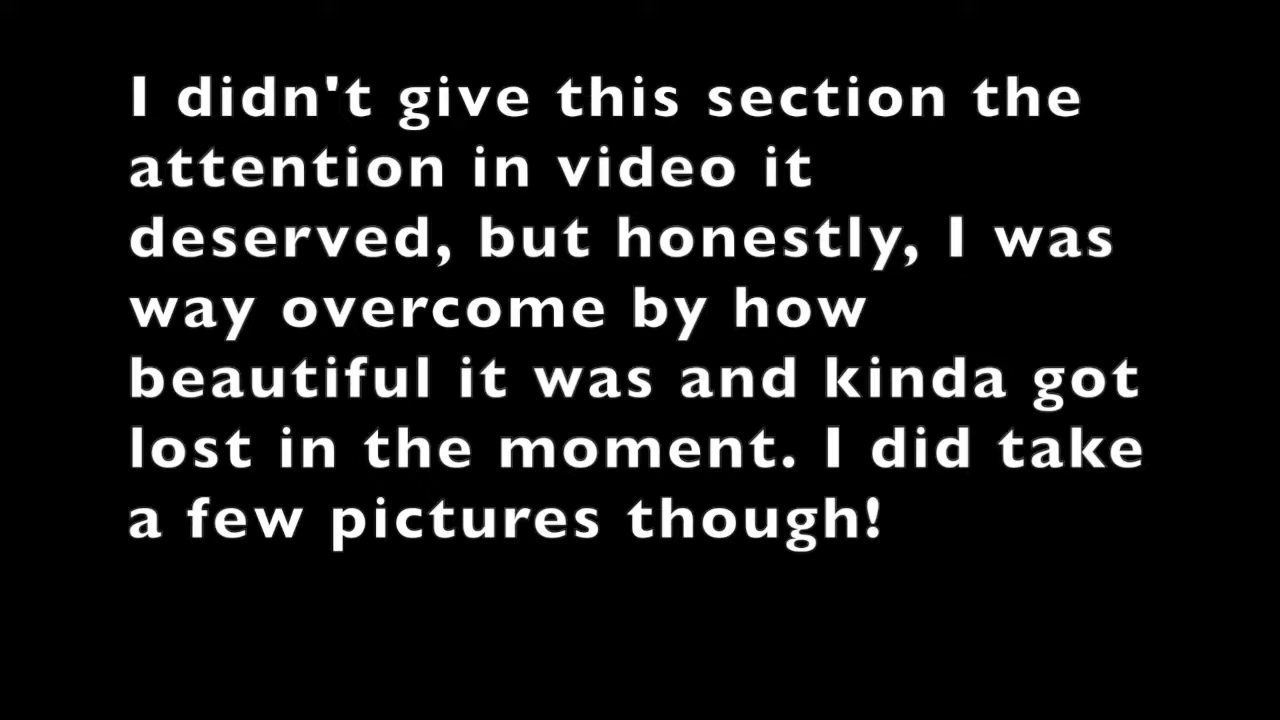 I didn't give this section the
attention in video it
deserved, but honestly, I was
way overcome by how
beautiful it was and kinda got
lost in the moment. I did take
a few pictures though!